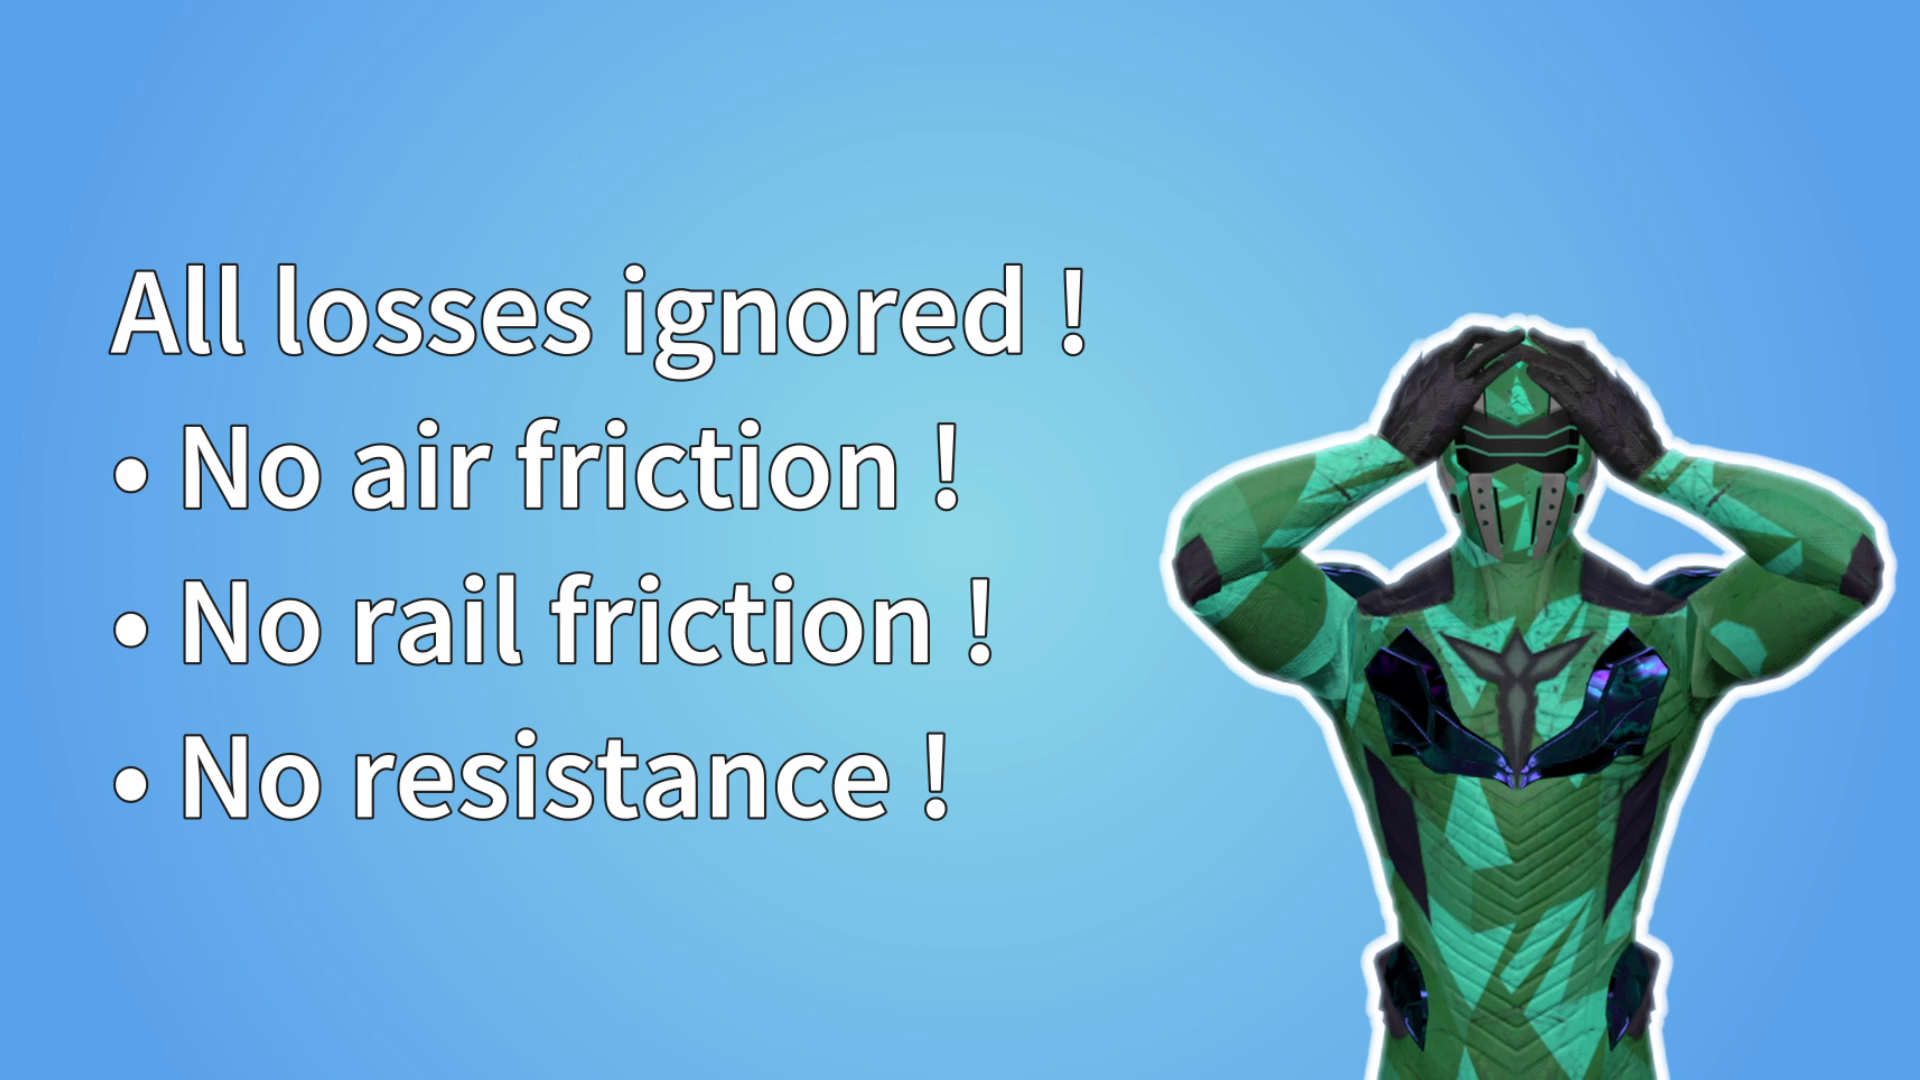 All losses ignored !
• No air friction !
• No rail friction !
• No resistance !